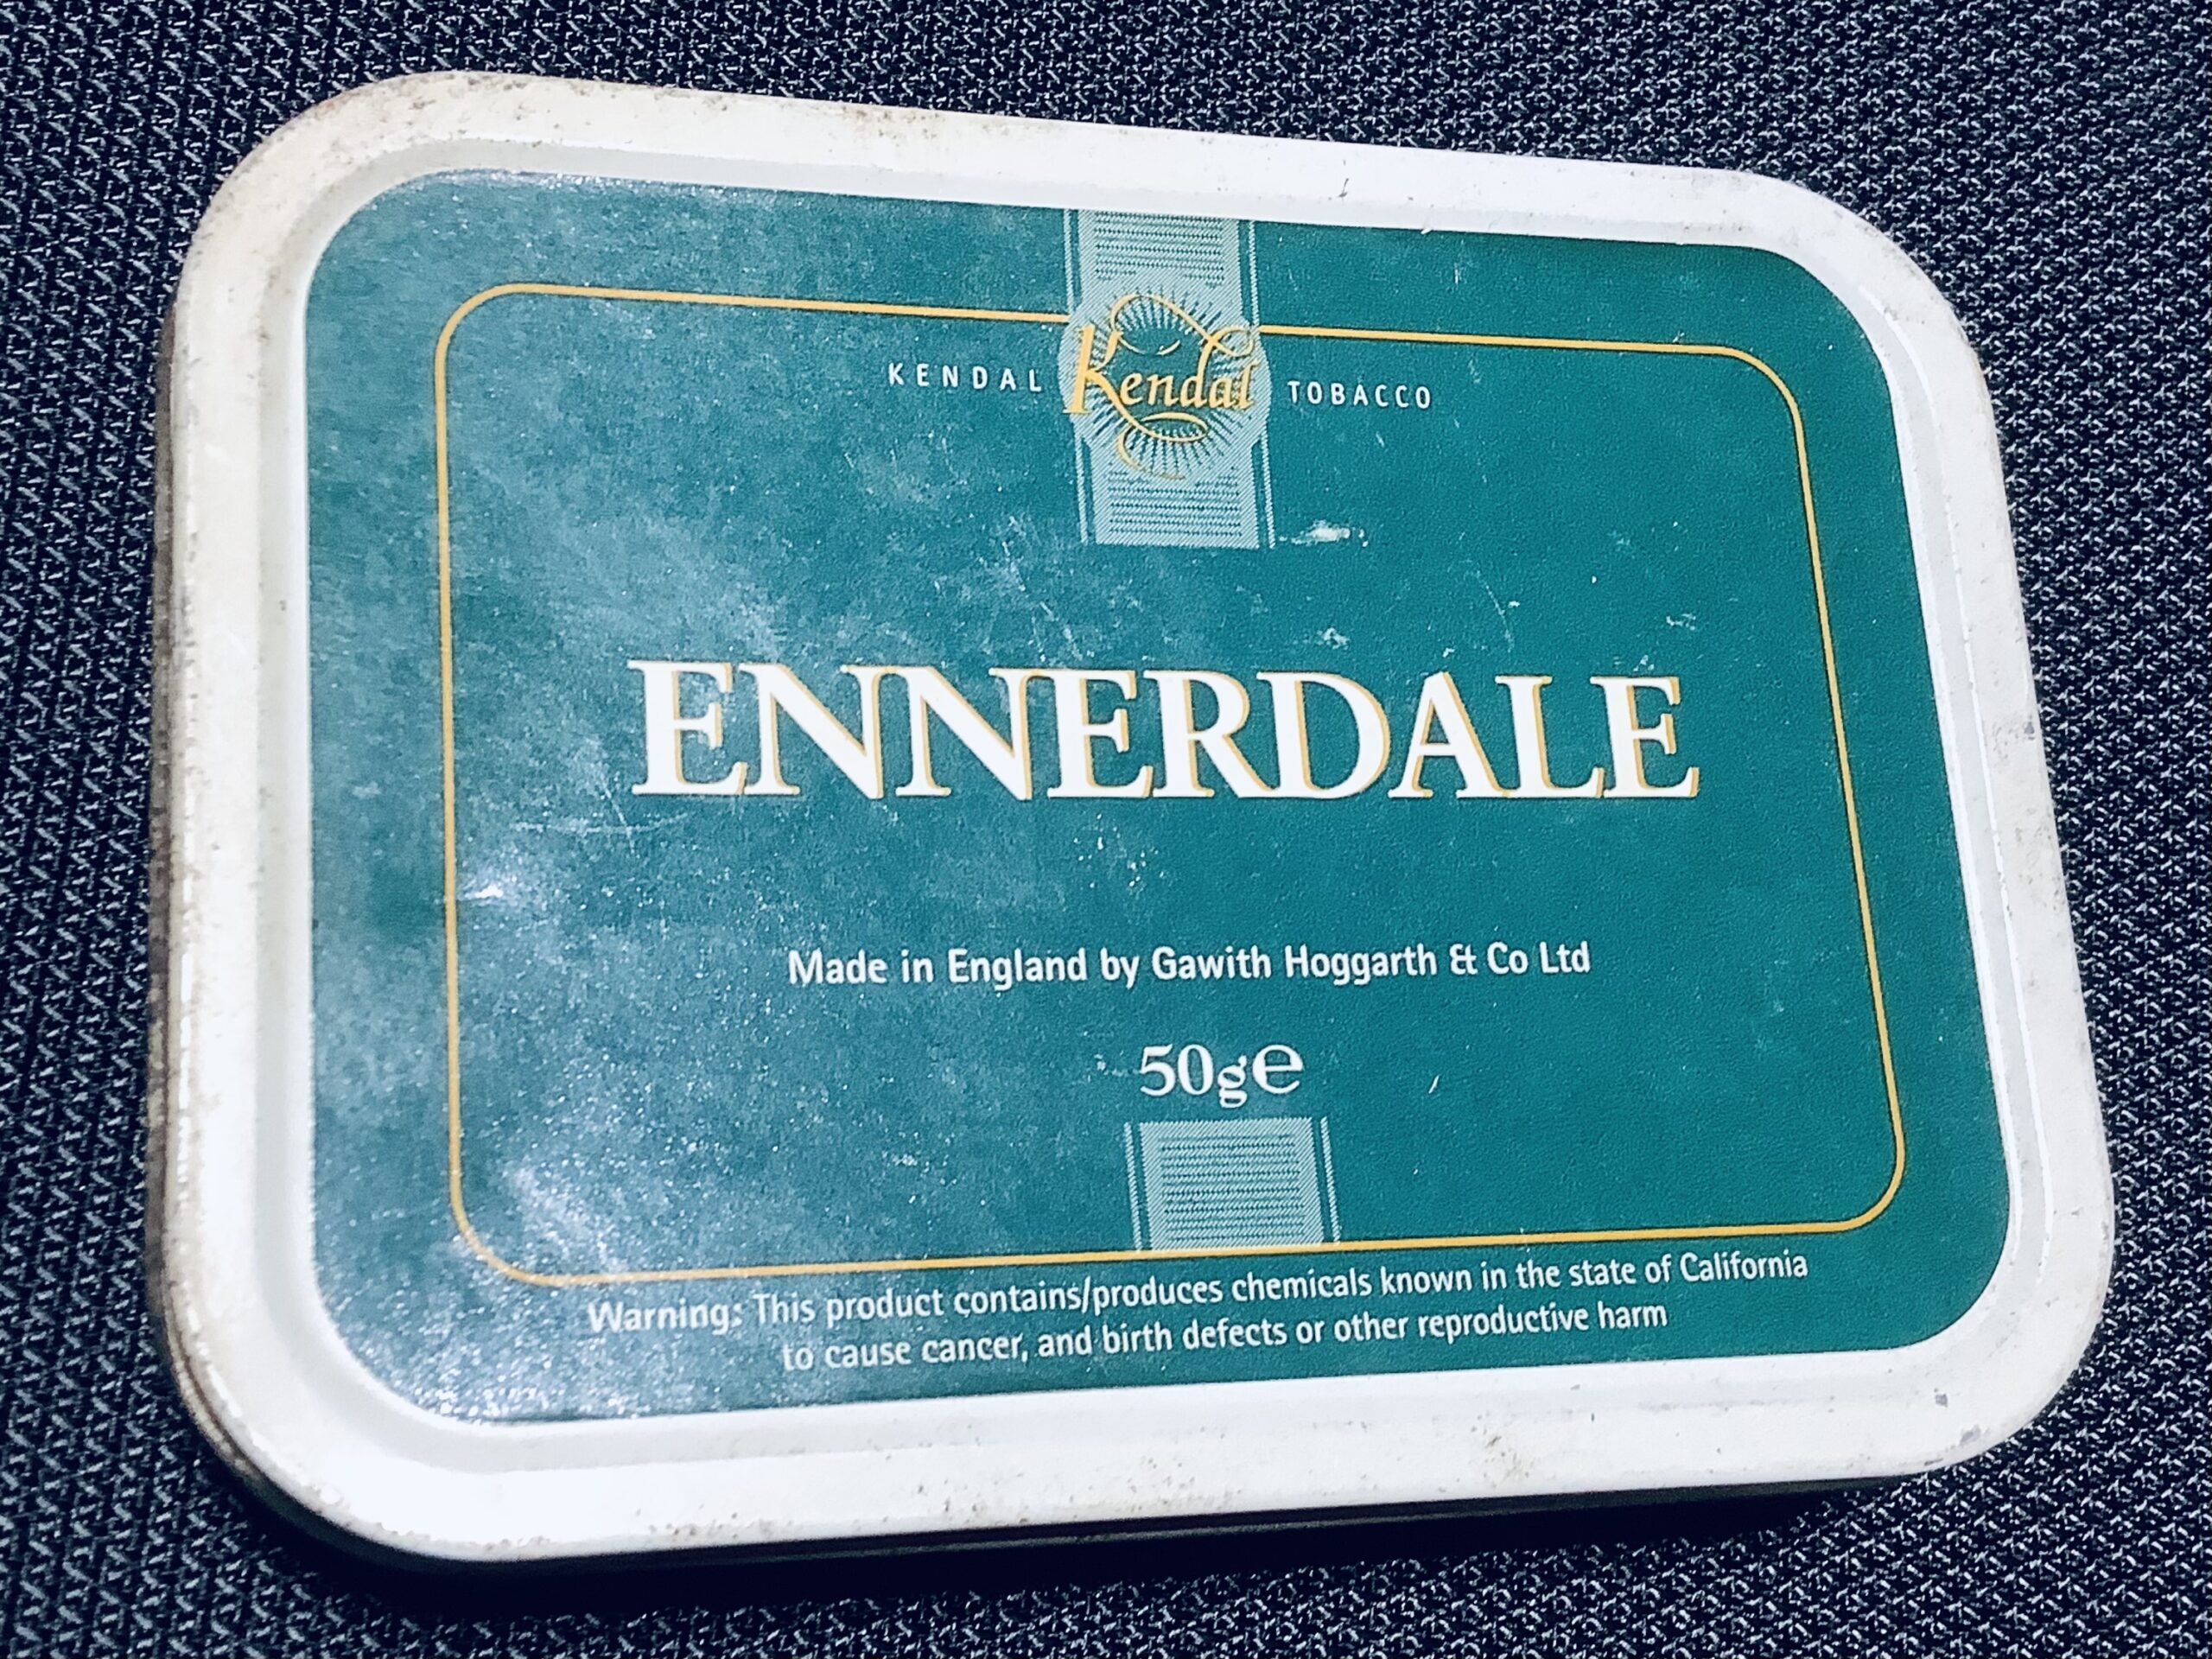 KENDAL Kendal TOBACCO
ENNERDALE
Made in England by Gawith Hoggarth & Co Ltd
50g℮
Warning: This product contains/produces chemicals known in the state of California
to cause cancer, and birth defects or other reproductive harm